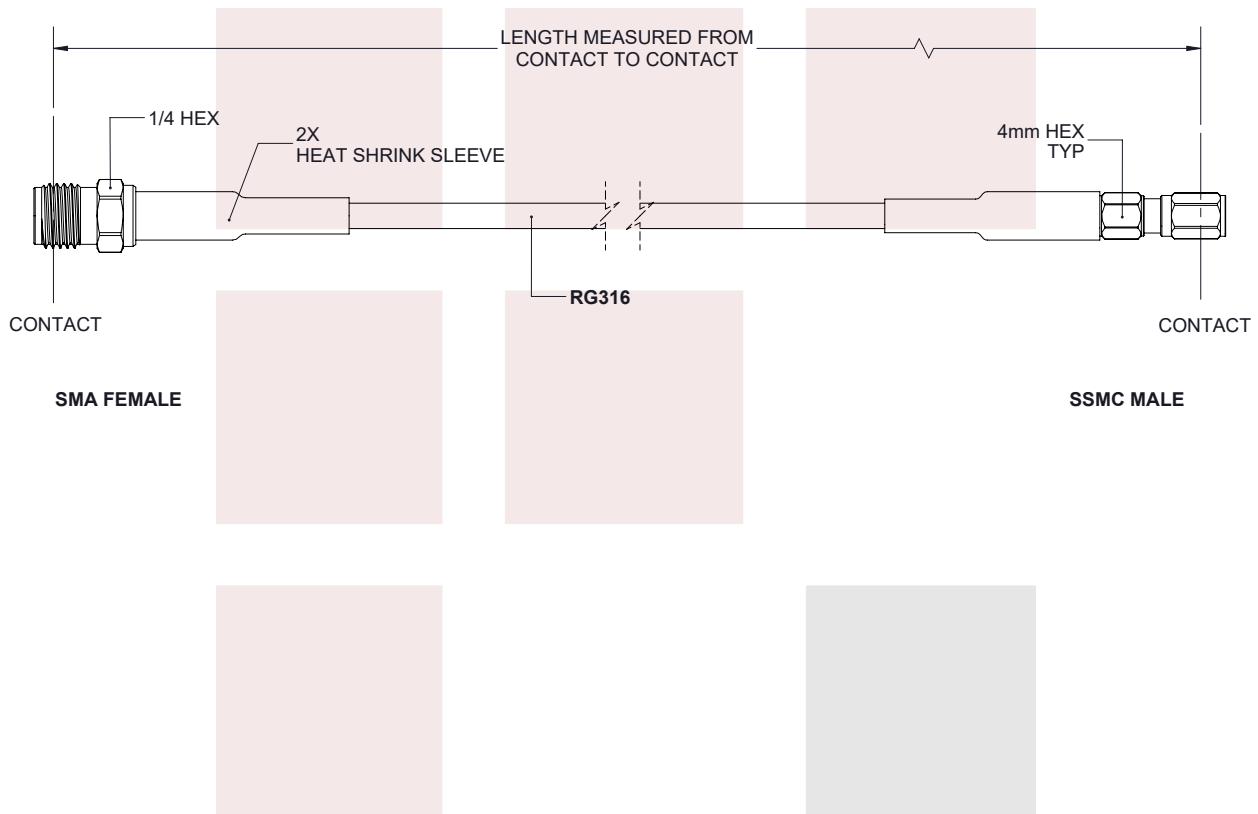 LENGTH MEASURED FROM
CONTACT TO CONTACT
1/4 HEX
2X
HEAT SHRINK SLEEVE
4mm HEX
TYP
RG316
CONTACT
CONTACT
SMA FEMALE
SSMC MALE